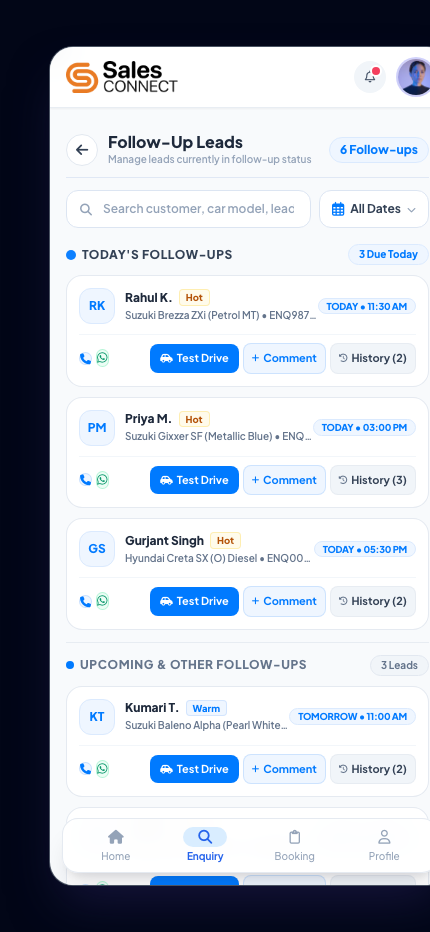 Sales
CONNECT
Follow-Up Leads
Manage leads currently in follow-up status
6 Follow-ups
Search customer, car model, leac
All Dates
TODAY'S FOLLOW-UPS
3 Due Today
RK
Rahul K. Hot
Suzuki Brezza ZXi (Petrol MT) • ENQ987...
TODAY • 11:30 AM
Test Drive
+ Comment
History (2)
PM
Priya M. Hot
Suzuki Gixxer SF (Metallic Blue) • ENQ...
TODAY • 03:00 PM
Test Drive
+ Comment
History (3)
GS
Gurjant Singh Hot
Hyundai Creta SX (O) Diesel • ENQ00...
TODAY • 05:30 PM
Test Drive
+ Comment
History (2)
UPCOMING & OTHER FOLLOW-UPS
3 Leads
KT
Kumari T. Warm
Suzuki Baleno Alpha (Pearl White...
TOMORROW • 11:00 AM
Test Drive
+ Comment
History (2)
Home
Enquiry
Booking
Profile